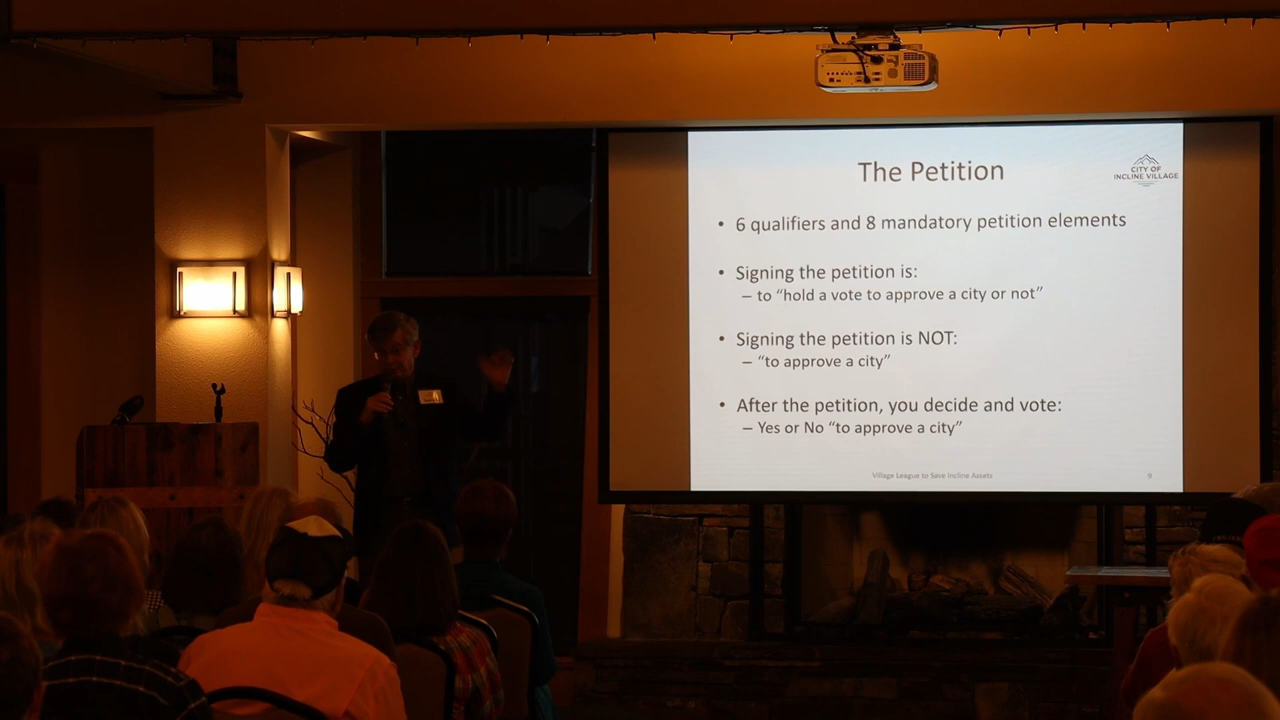 The Petition
CITY OF
INCLINE VILLAGE
• 6 qualifiers and 8 mandatory petition elements
• Signing the petition is:
– to “hold a vote to approve a city or not”
• Signing the petition is NOT:
– “to approve a city”
• After the petition, you decide and vote:
– Yes or No “to approve a city”
Village League to Save Incline Assets
9